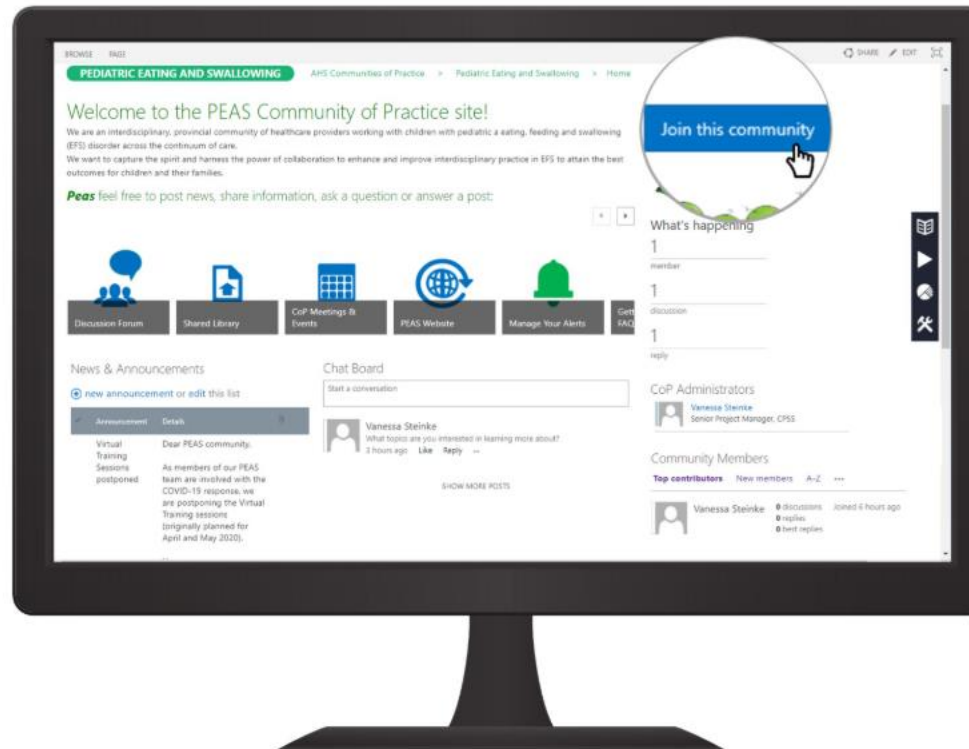 BROWSE PAGE
SHARE EDIT
PEDIATRIC EATING AND SWALLOWING
AHS Communities of Practice > Pediatric Eating and Swallowing > Home
Welcome to the PEAS Community of Practice site!
We are an interdisciplinary, provincial community of healthcare providers working with children with pediatric a eating, feeding and swallowing
(EFS) disorder across the continuum of care.
We want to capture the spirit and harness the power of collaboration to enhance and improve interdisciplinary practice in EFS to attain the best
outcomes for children and their families.
Peas feel free to post news, share information, ask a question or answer a post:
Join this community
Discussion Forum
Shared Library
CoP Meetings &
Events
PEAS Website
Manage Your Alerts
FAQ
What's happening
1
member
1
discussion
1
reply
News & Announcements
new announcement or edit this list
Announcement Details
Virtual
Training
Sessions
postponed
Dear PEAS community,
As members of our PEAS
team are involved with the
COVID-19 response, we
are postponing the Virtual
Training sessions
(originally planned for
April and May 2020).
Chat Board
Start a conversation
Vanessa Steinke
What topics are you interested in learning more about?
3 hours ago Like Reply ...
SHOW MORE POSTS
CoP Administrators
Vanessa Steinke
Senior Project Manager, CPSS
Community Members
Top contributors New members A-Z ...
Vanessa Steinke
0 discussions
0 replies
0 best replies
Joined 6 hours ago